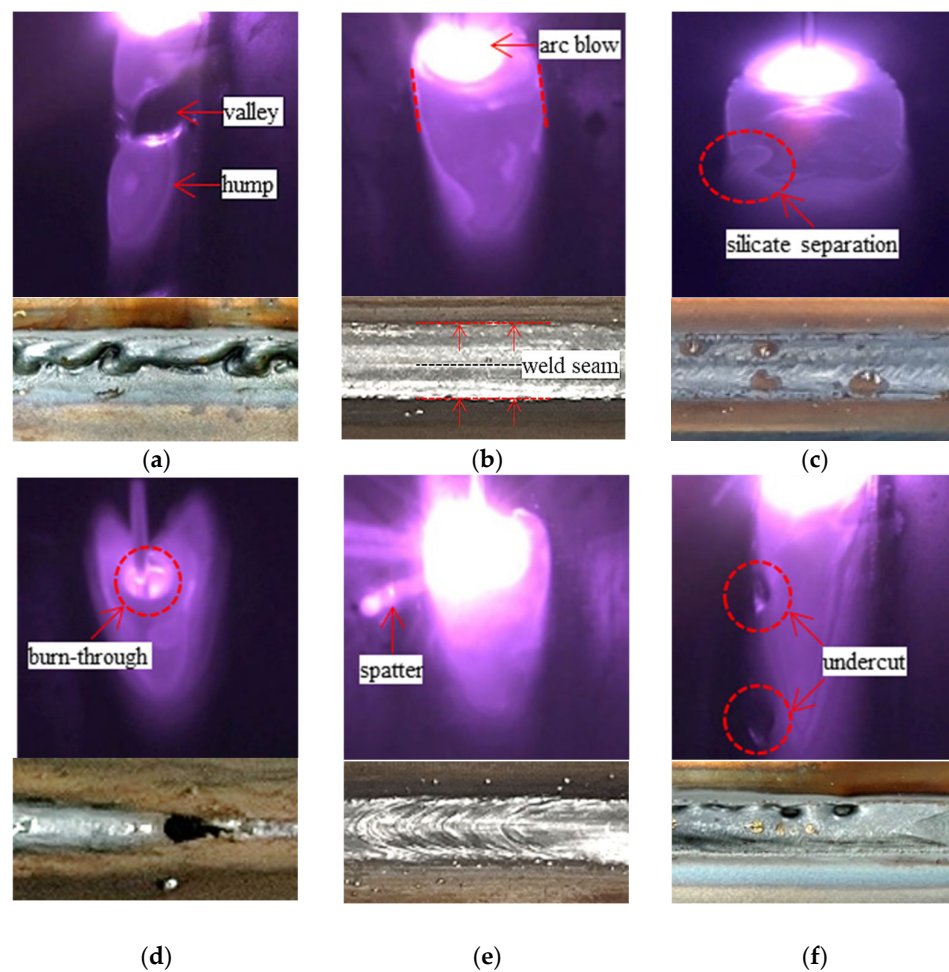 valley
hump
(a)
arc blow
weld seam
(b)
silicate separation
(c)
burn-through
(d)
spatter
(e)
undercut
(f)